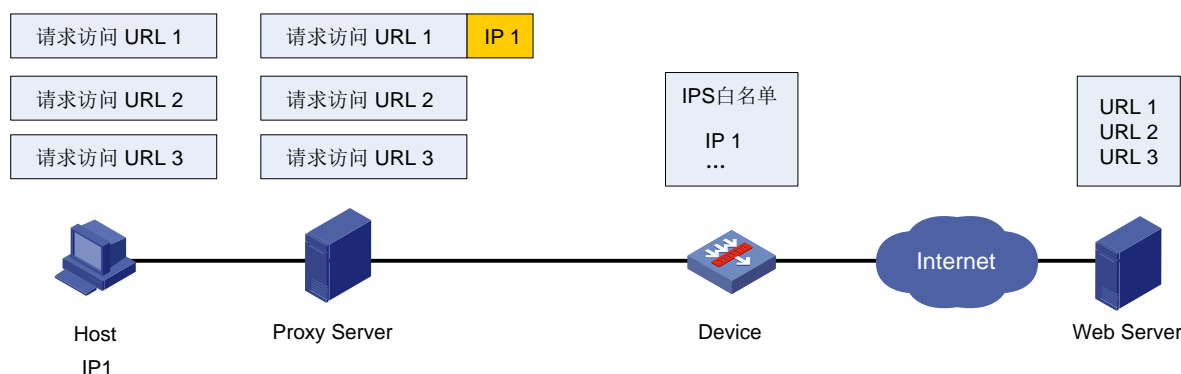 请求访问 URL 1
请求访问 URL 1
IP 1
请求访问 URL 2
请求访问 URL 2
请求访问 URL 3
请求访问 URL 3
IPS白名单
IP 1
...
URL 1
URL 2
URL 3
Internet
Host
IP1
Proxy Server
Device
Web Server